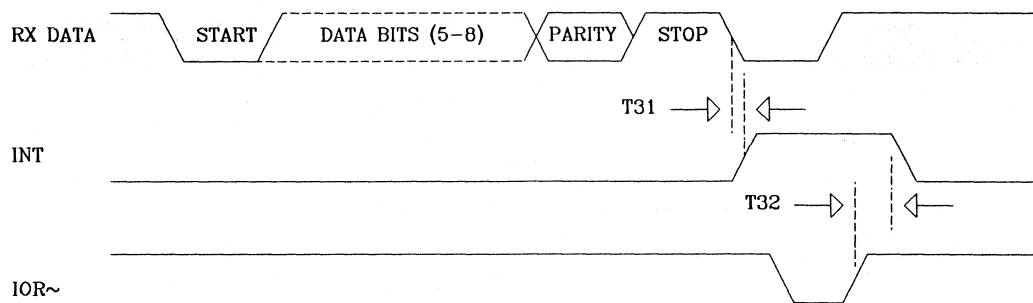 RX DATA START DATA BITS (5-8) PARITY STOP
T31
INT
T32
IOR~